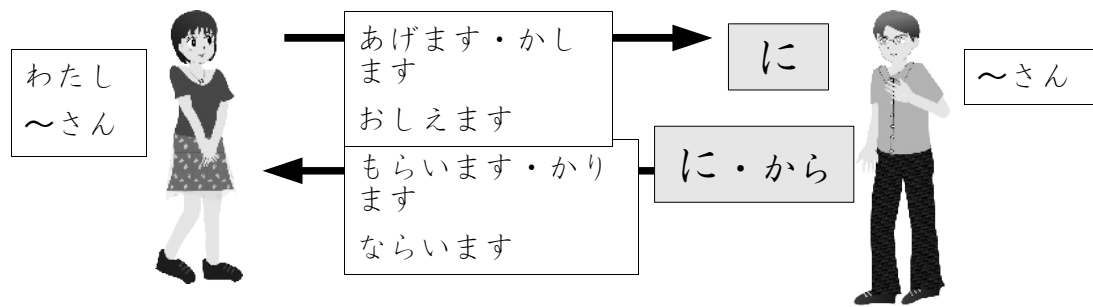 わたし
～さん
あげます・かし
ます
おしえます
に
～さん
もらいます・かり
ます
ならいます
に・から